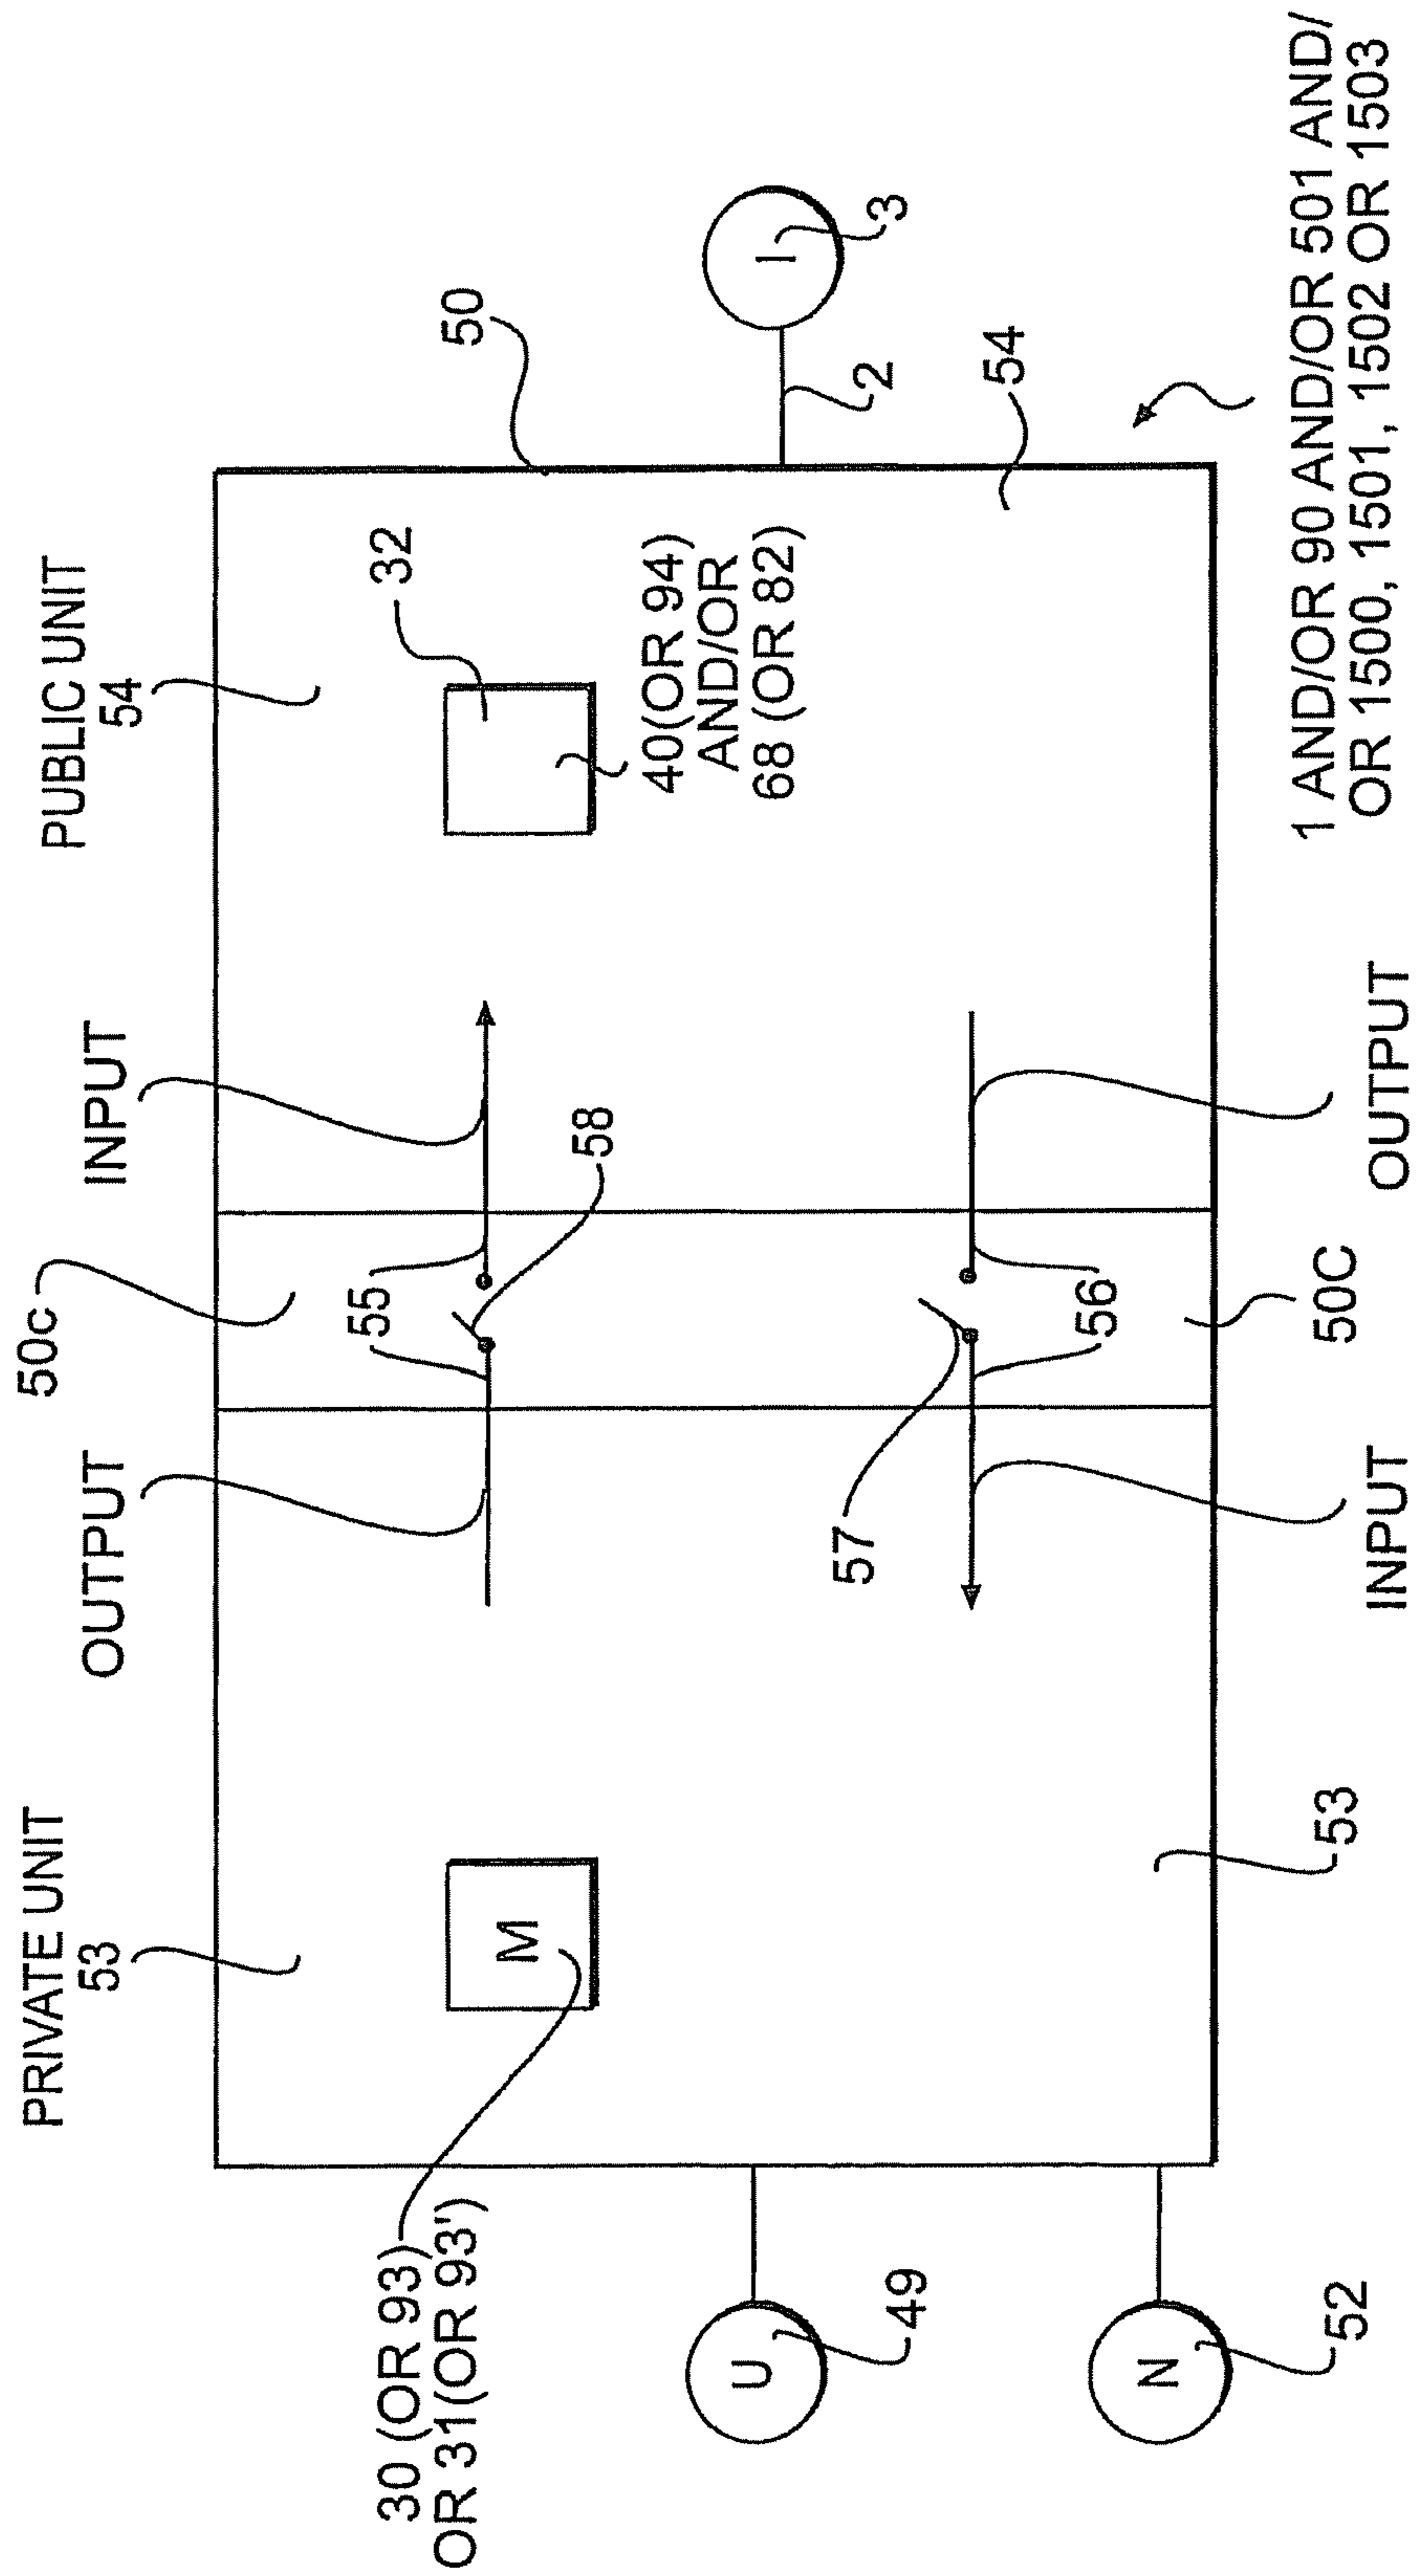 PRIVATE UNIT
53
OUTPUT
50c
INPUT
PUBLIC UNIT
54
30 (OR 93)
OR 31(OR 93')
M
55
58
32
40(OR 94)
AND/OR
68 (OR 82)
50
U
49
I
3
2
57
56
54
N
52
53
INPUT
50C
OUTPUT
1 AND/OR 90 AND/OR 501 AND/
OR 1500, 1501, 1502 OR 1503